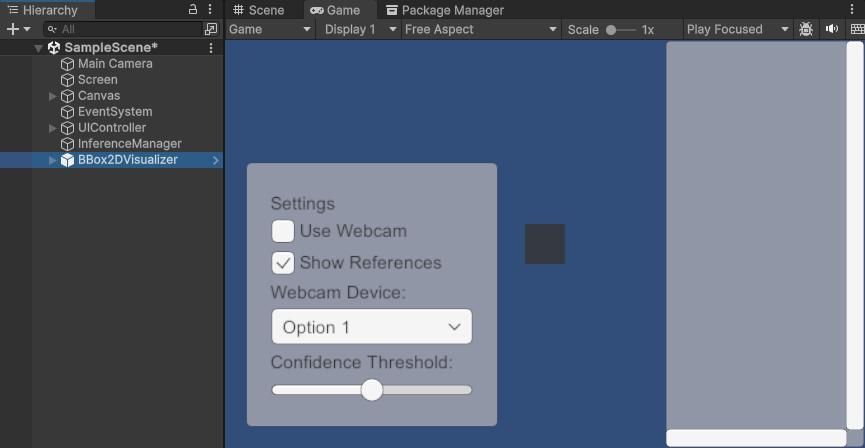 Hierarchy
All
SampleScene*
Main Camera
Screen
Canvas
EventSystem
UIController
InferenceManager
BBox2DVisualizer
Scene
Game
Package Manager
Game
Display 1
Free Aspect
Scale
1x
Play Focused
Settings
Use Webcam
Show References
Webcam Device:
Option 1
Confidence Threshold: